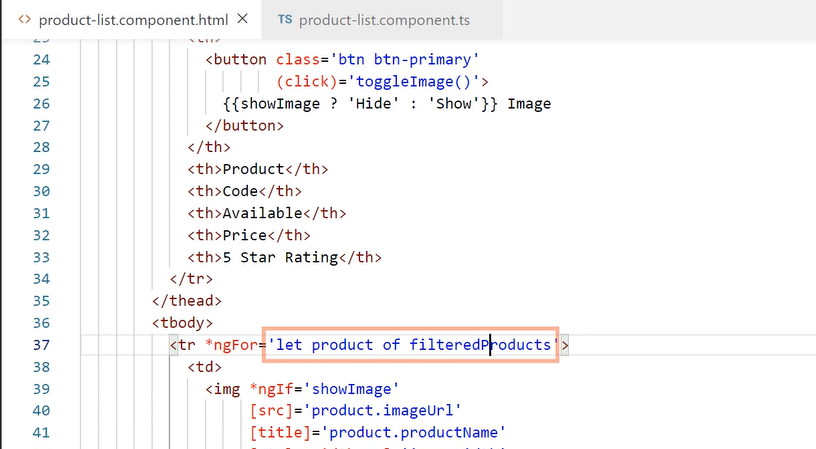 <> product-list.component.html × TS product-list.component.ts
24 <button class='btn btn-primary'
25 (click)='toggleImage()'>
26 {{showImage ? 'Hide' : 'Show'}} Image
27 </button>
28 </th>
29 <th>Product</th>
30 <th>Code</th>
31 <th>Available</th>
32 <th>Price</th>
33 <th>5 Star Rating</th>
34 </tr>
35 </thead>
36 <tbody>
37 <tr *ngFor='let product of filteredProducts'>
38 <td>
39 <img *ngIf='showImage'
40 [src]='product.imageUrl'
41 [title]='product.productName'